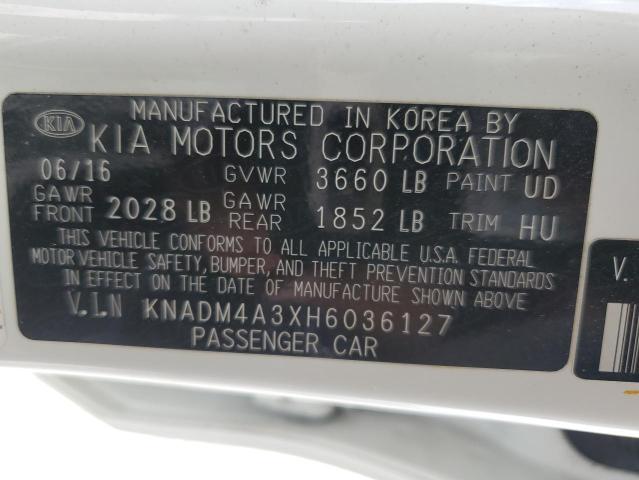 MANUFACTURED IN KOREA BY
KIA KIA MOTORS CORPORATION
06/16 GVWR 3660 LB PAINT UD
GAWR FRONT 2028 LB GAWR REAR 1852 LB TRIM HU
THIS VEHICLE CONFORMS TO ALL APPLICABLE U.S.A. FEDERAL
MOTOR VEHICLE SAFETY, BUMPER, AND THEFT PREVENTION STANDARDS
IN EFFECT ON THE DATE OF MANUFACTURE SHOWN ABOVE
V.I.N KNADM4A3XH6036127
PASSENGER CAR
V.